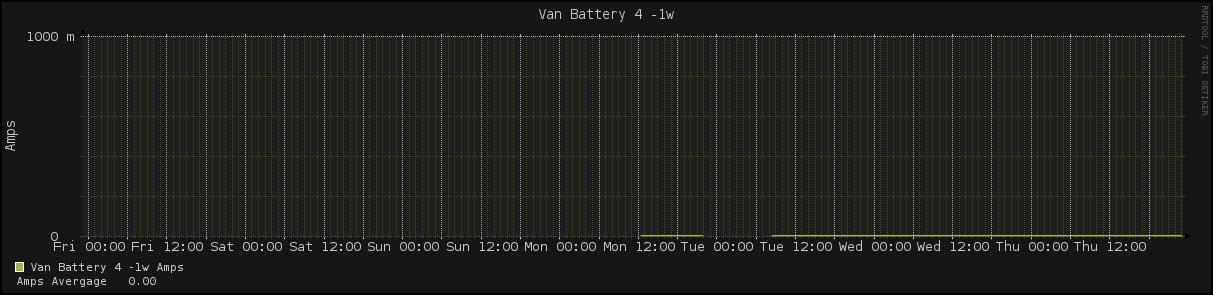 Van Battery 4 -1w
RRDTOOL / TOBI OETIKER
1000 m
Amps
0
Fri 00:00 Fri 12:00 Sat 00:00 Sat 12:00 Sun 00:00 Sun 12:00 Mon 00:00 Mon 12:00 Tue 00:00 Tue 12:00 Wed 00:00 Wed 12:00 Thu 00:00 Thu 12:00
Van Battery 4 -1w Amps
Amps Avergage 0.00